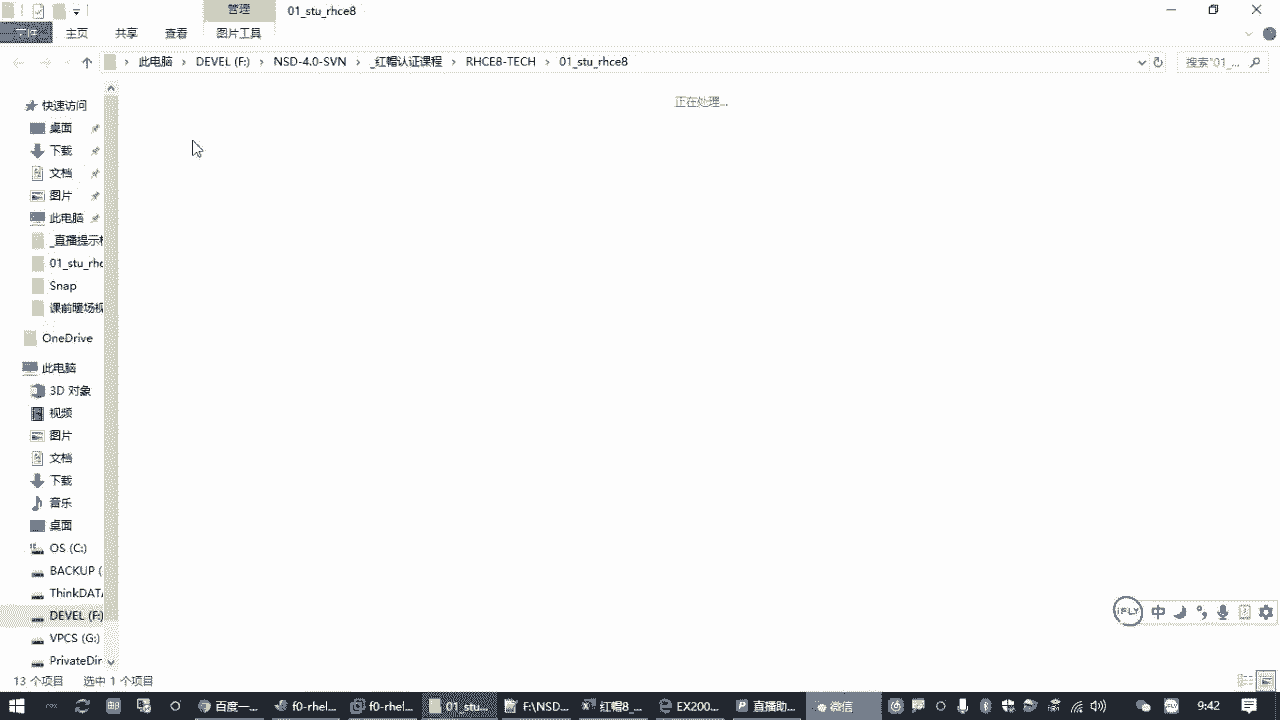 管理
01_stu_rhce8
主页
共享
查看
图片工具
此电脑 › DEVEL (F:) › NSD-4.0-SVN › _红帽认证课程 › RHCE8-TECH › 01_stu_rhce8
搜索"01_...
正在处理...
快速访问
桌面
下载
文档
图片
此电脑
_直播提示
01_stu_rhc
Snap
课前暖场视
OneDrive
此电脑
3D 对象
视频
图片
文档
下载
音乐
桌面
OS (C:)
BACKUP (
ThinkDATA
DEVEL (F:)
VPCS (G:)
PrivateDir
iFLY 中
13 个项目 选中 1 个项目
百度一... f0-rhel... f0-rhel... 01_stu... F:\NSD... 红帽8_... EX200... 直播助... 微信 9:42